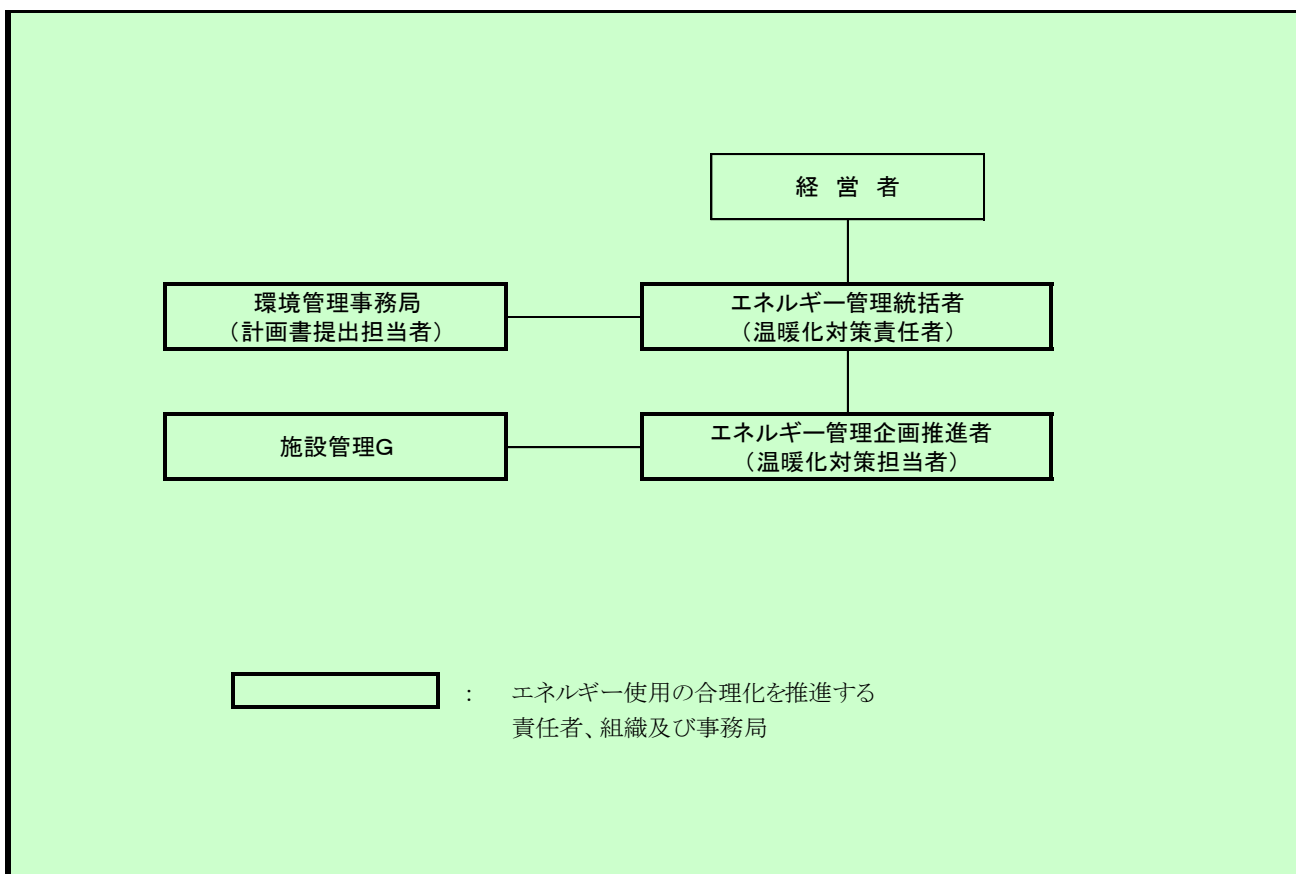 経 営 者
環境管理事務局
（計画書提出担当者）
エネルギー管理統括者
（温暖化対策責任者）
施設管理G
エネルギー管理企画推進者
（温暖化対策担当者）
： エネルギー使用の合理化を推進する
責任者、組織及び事務局